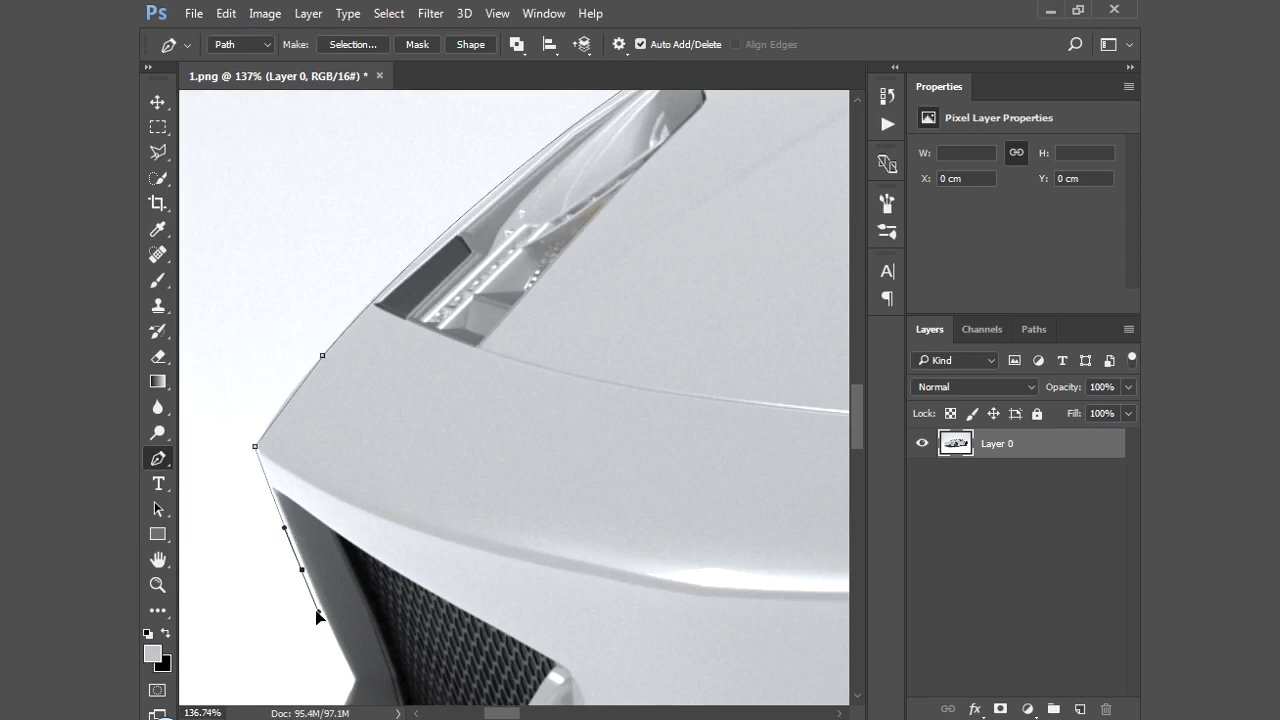 Ps File Edit Image Layer Type Select Filter 3D View Window Help
Path Make: Selection... Mask Shape Auto Add/Delete Align Edges
1.png @ 137% (Layer 0, RGB/16#) * ×
Properties
Pixel Layer Properties
W: H:
X: 0 cm Y: 0 cm
Layers Channels Paths
Kind
Normal Opacity: 100%
Lock: Fill: 100%
Layer 0
136.74% Doc: 95.4M/97.1M